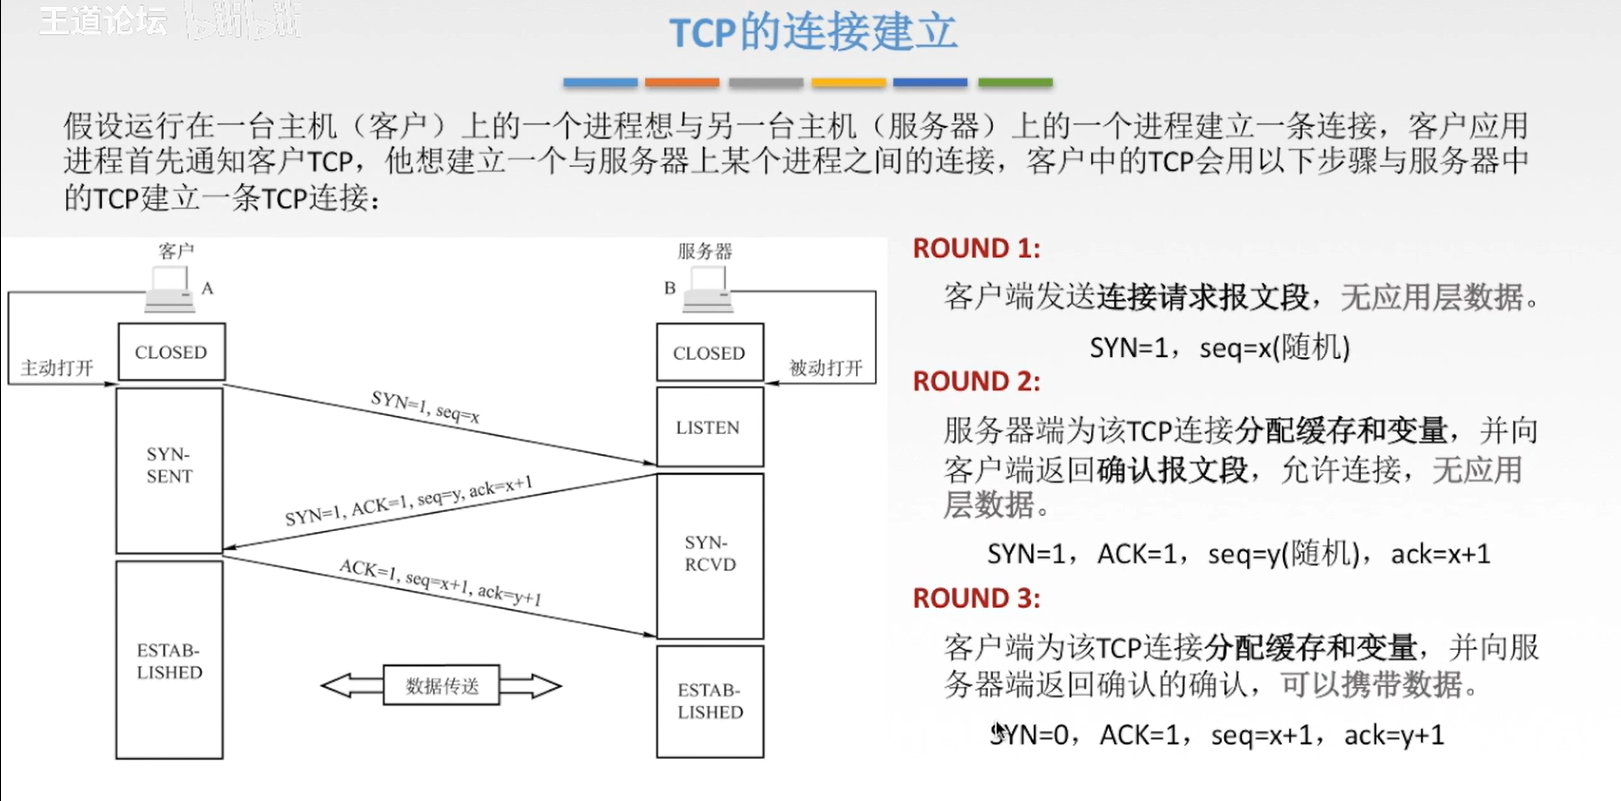 王道论坛 bilibili
TCP的连接建立
假设运行在一台主机（客户）上的一个进程想与另一台主机（服务器）上的一个进程建立一条连接，客户应用
进程首先通知客户TCP，他想建立一个与服务器上某个进程之间的连接，客户中的TCP会用以下步骤与服务器中
的TCP建立一条TCP连接：
客户
服务器
A
B
CLOSED
CLOSED
主动打开
被动打开
SYN=1, seq=x
LISTEN
SYN-
SENT
SYN=1, ACK=1, seq=y, ack=x+1
SYN-
RCVD
ACK=1, seq=x+1, ack=y+1
ESTAB-
LISHED
数据传送
ESTAB-
LISHED
ROUND 1:
客户端发送连接请求报文段，无应用层数据。
SYN=1，seq=x(随机)
ROUND 2:
服务器端为该TCP连接分配缓存和变量，并向
客户端返回确认报文段，允许连接，无应用
层数据。
SYN=1，ACK=1，seq=y(随机)，ack=x+1
ROUND 3:
客户端为该TCP连接分配缓存和变量，并向服
务器端返回确认的确认，可以携带数据。
SYN=0，ACK=1，seq=x+1，ack=y+1